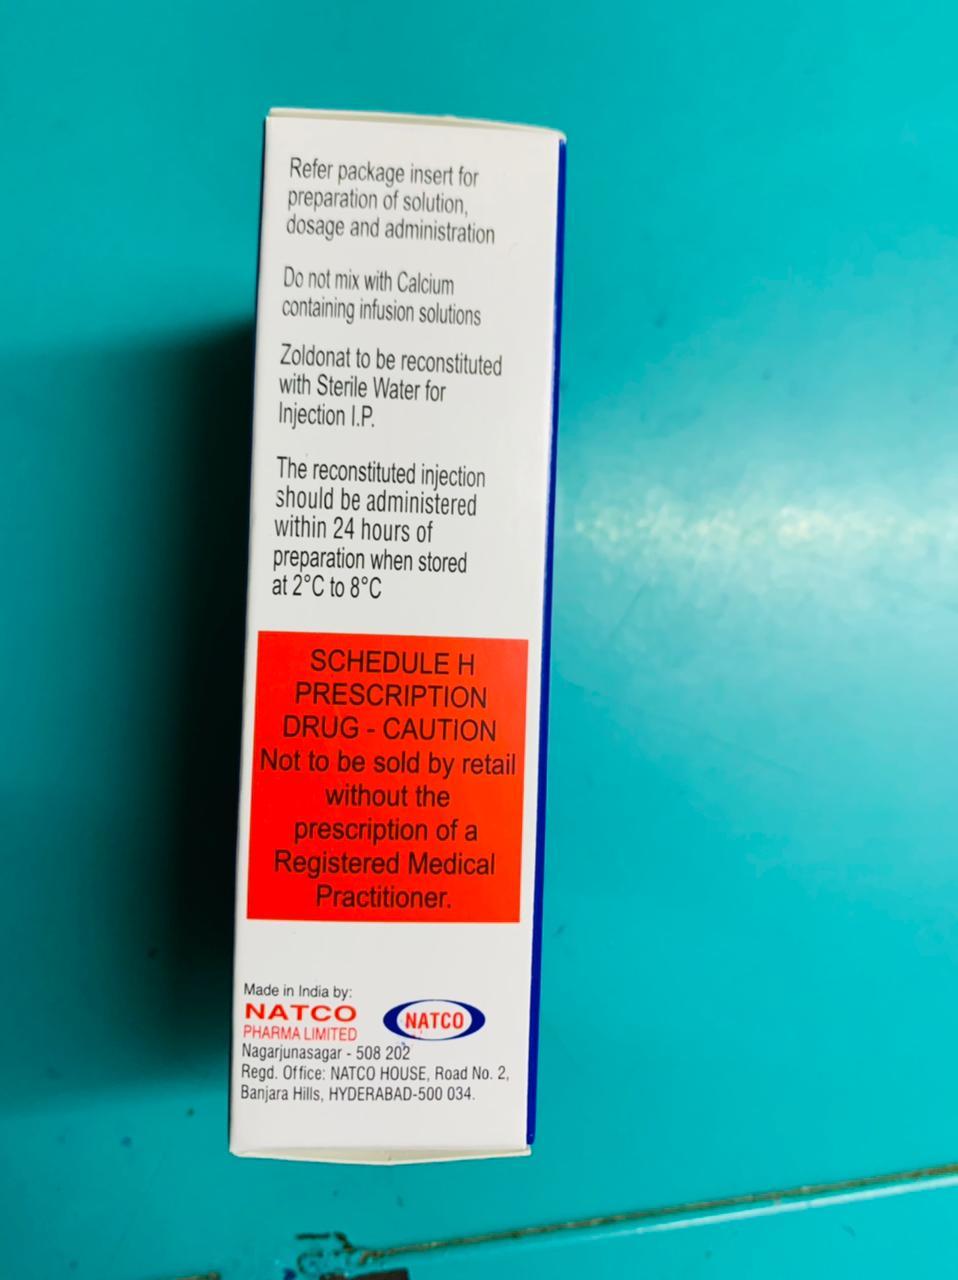 Refer package insert for
preparation of solution,
dosage and administration
Do not mix with Calcium
containing infusion solutions
Zoldonat to be reconstituted
with Sterile Water for
Injection I.P.
The reconstituted injection
should be administered
within 24 hours of
preparation when stored
at 2°C to 8°C
SCHEDULE H
PRESCRIPTION
DRUG - CAUTION
Not to be sold by retail
without the
prescription of a
Registered Medical
Practitioner.
Made in India by:
NATCO
PHARMA LIMITED
NATCO
Nagarjunasagar - 508 202
Regd. Office: NATCO HOUSE, Road No. 2,
Banjara Hills, HYDERABAD-500 034.